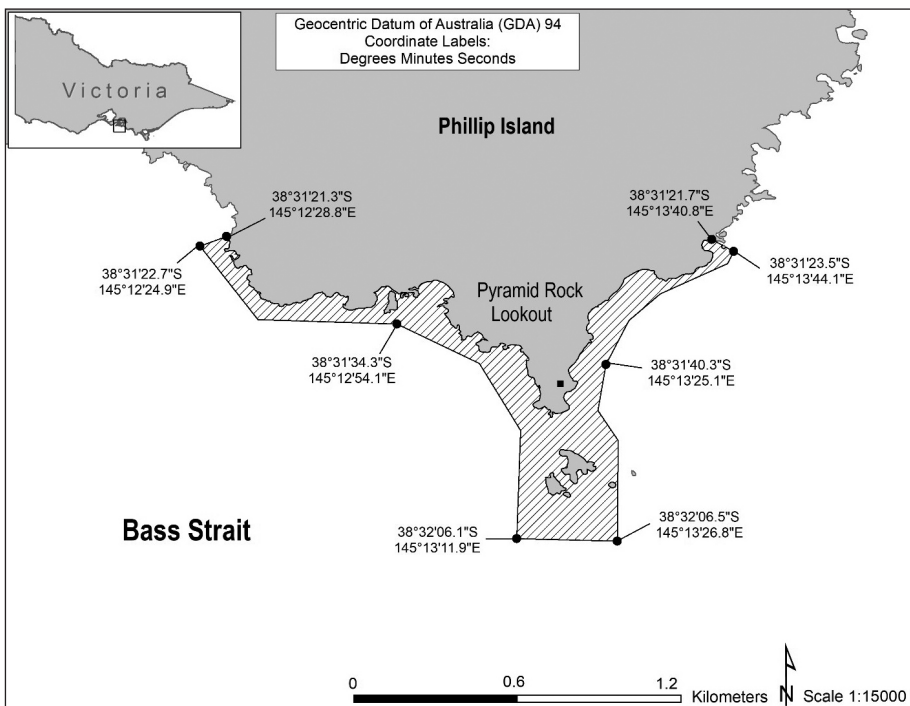 Geocentric Datum of Australia (GDA) 94
Coordinate Labels:
Degrees Minutes Seconds
Victoria
Phillip Island
38°31'21.3"S
145°12'28.8"E
38°31'21.7"S
145°13'40.8"E
38°31'22.7"S
145°12'24.9"E
38°31'23.5"S
145°13'44.1"E
Pyramid Rock
Lookout
38°31'34.3"S
145°12'54.1"E
38°31'40.3"S
145°13'25.1"E
Bass Strait
38°32'06.1"S
145°13'11.9"E
38°32'06.5"S
145°13'26.8"E
0 0.6 1.2
Kilometers N Scale 1:15000